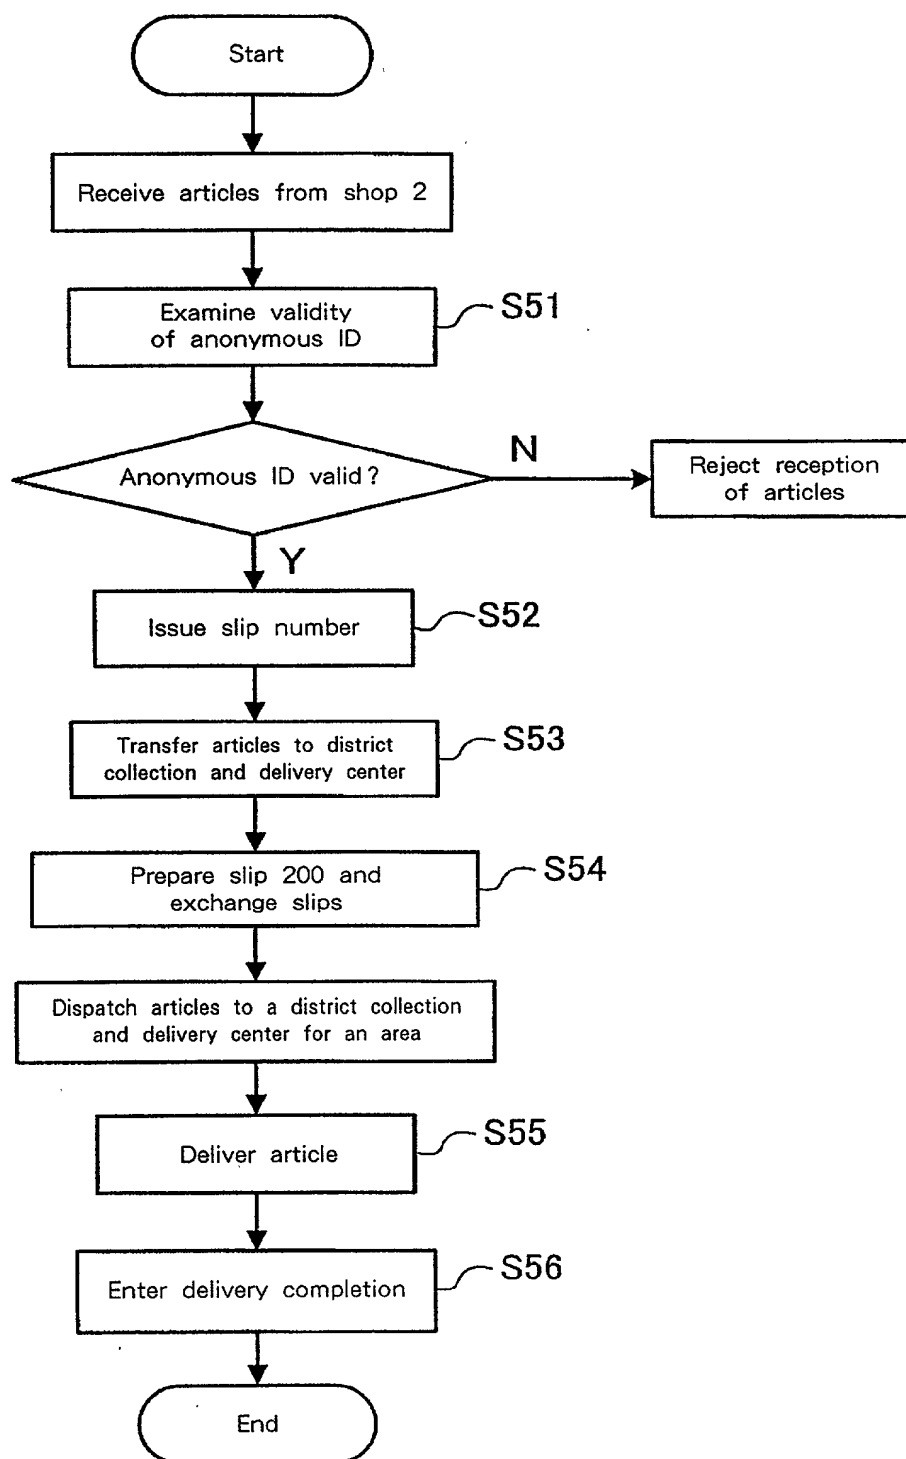 Start
Receive articles from shop 2
Examine validity
of anonymous ID
S51
Anonymous ID valid?
N
Reject reception
of articles
Y
Issue slip number
S52
Transfer articles to district
collection and delivery center
S53
Prepare slip 200 and
exchange slips
S54
Dispatch articles to a district collection
and delivery center for an area
Deliver article
S55
Enter delivery completion
S56
End